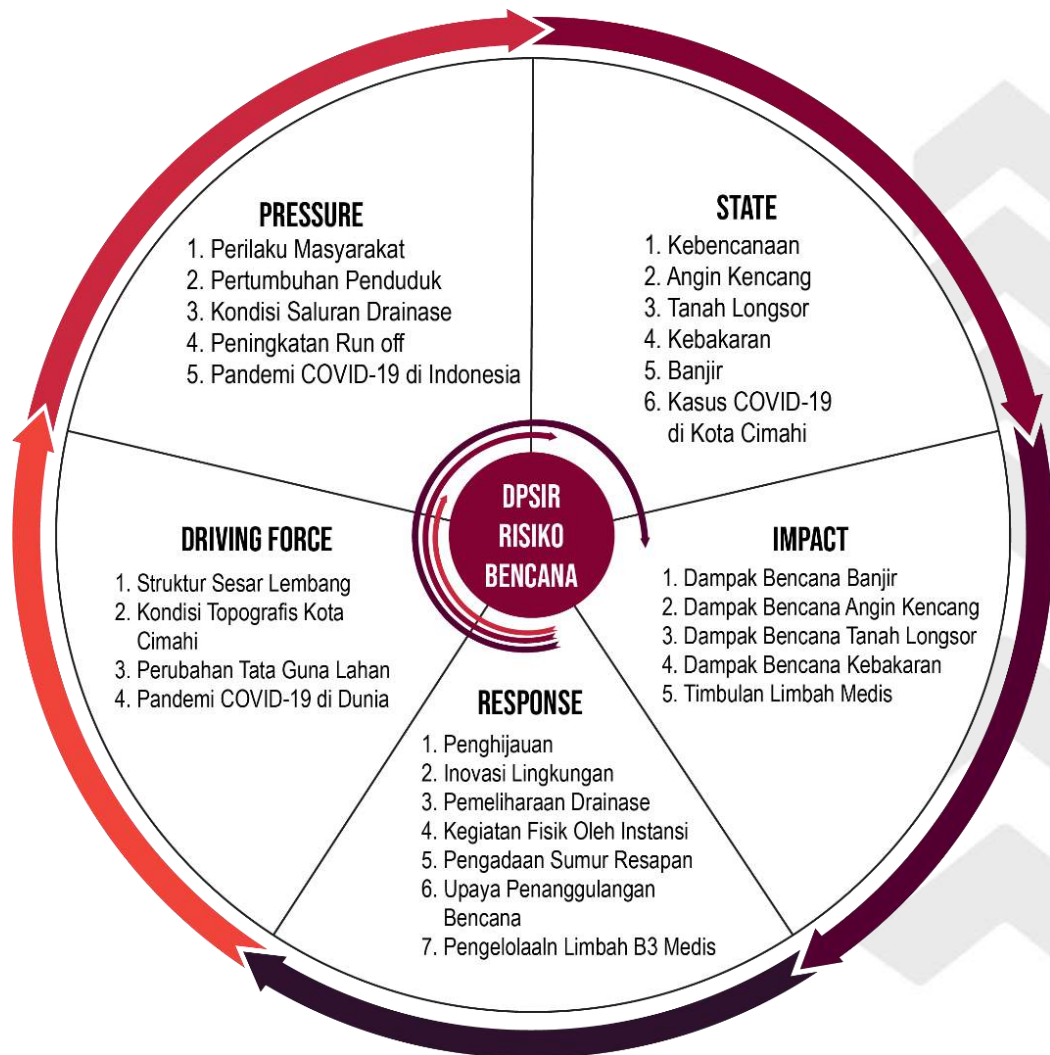 PRESSURE
1. Perilaku Masyarakat
2. Pertumbuhan Penduduk
3. Kondisi Saluran Drainase
4. Peningkatan Run off
5. Pandemi COVID-19 di Indonesia
STATE
1. Kebencanaan
2. Angin Kencang
3. Tanah Longsor
4. Kebakaran
5. Banjir
6. Kasus COVID-19
di Kota Cimahi
DPSIR
RISIKO
BENCANA
DRIVING FORCE
1. Struktur Sesar Lembang
2. Kondisi Topografis Kota
Cimahi
3. Perubahan Tata Guna Lahan
4. Pandemi COVID-19 di Dunia
IMPACT
1. Dampak Bencana Banjir
2. Dampak Bencana Angin Kencang
3. Dampak Bencana Tanah Longsor
4. Dampak Bencana Kebakaran
5. Timbulan Limbah Medis
RESPONSE
1. Penghijauan
2. Inovasi Lingkungan
3. Pemeliharaan Drainase
4. Kegiatan Fisik Oleh Instansi
5. Pengadaan Sumur Resapan
6. Upaya Penanggulangan
Bencana
7. Pengelolaaln Limbah B3 Medis